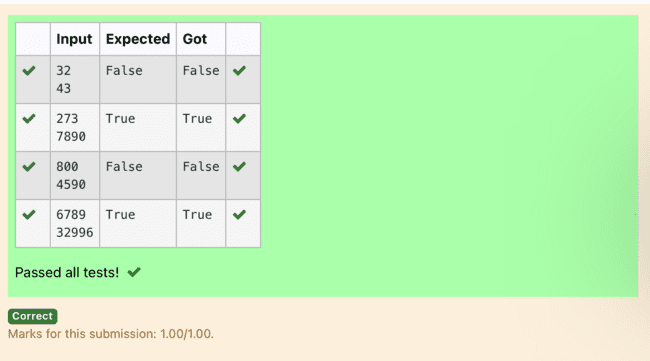 Input Expected Got
32 False False
43
273 True True
7890
800 False False
4590
6789 True True
32996
Passed all tests!
Correct
Marks for this submission: 1.00/1.00.